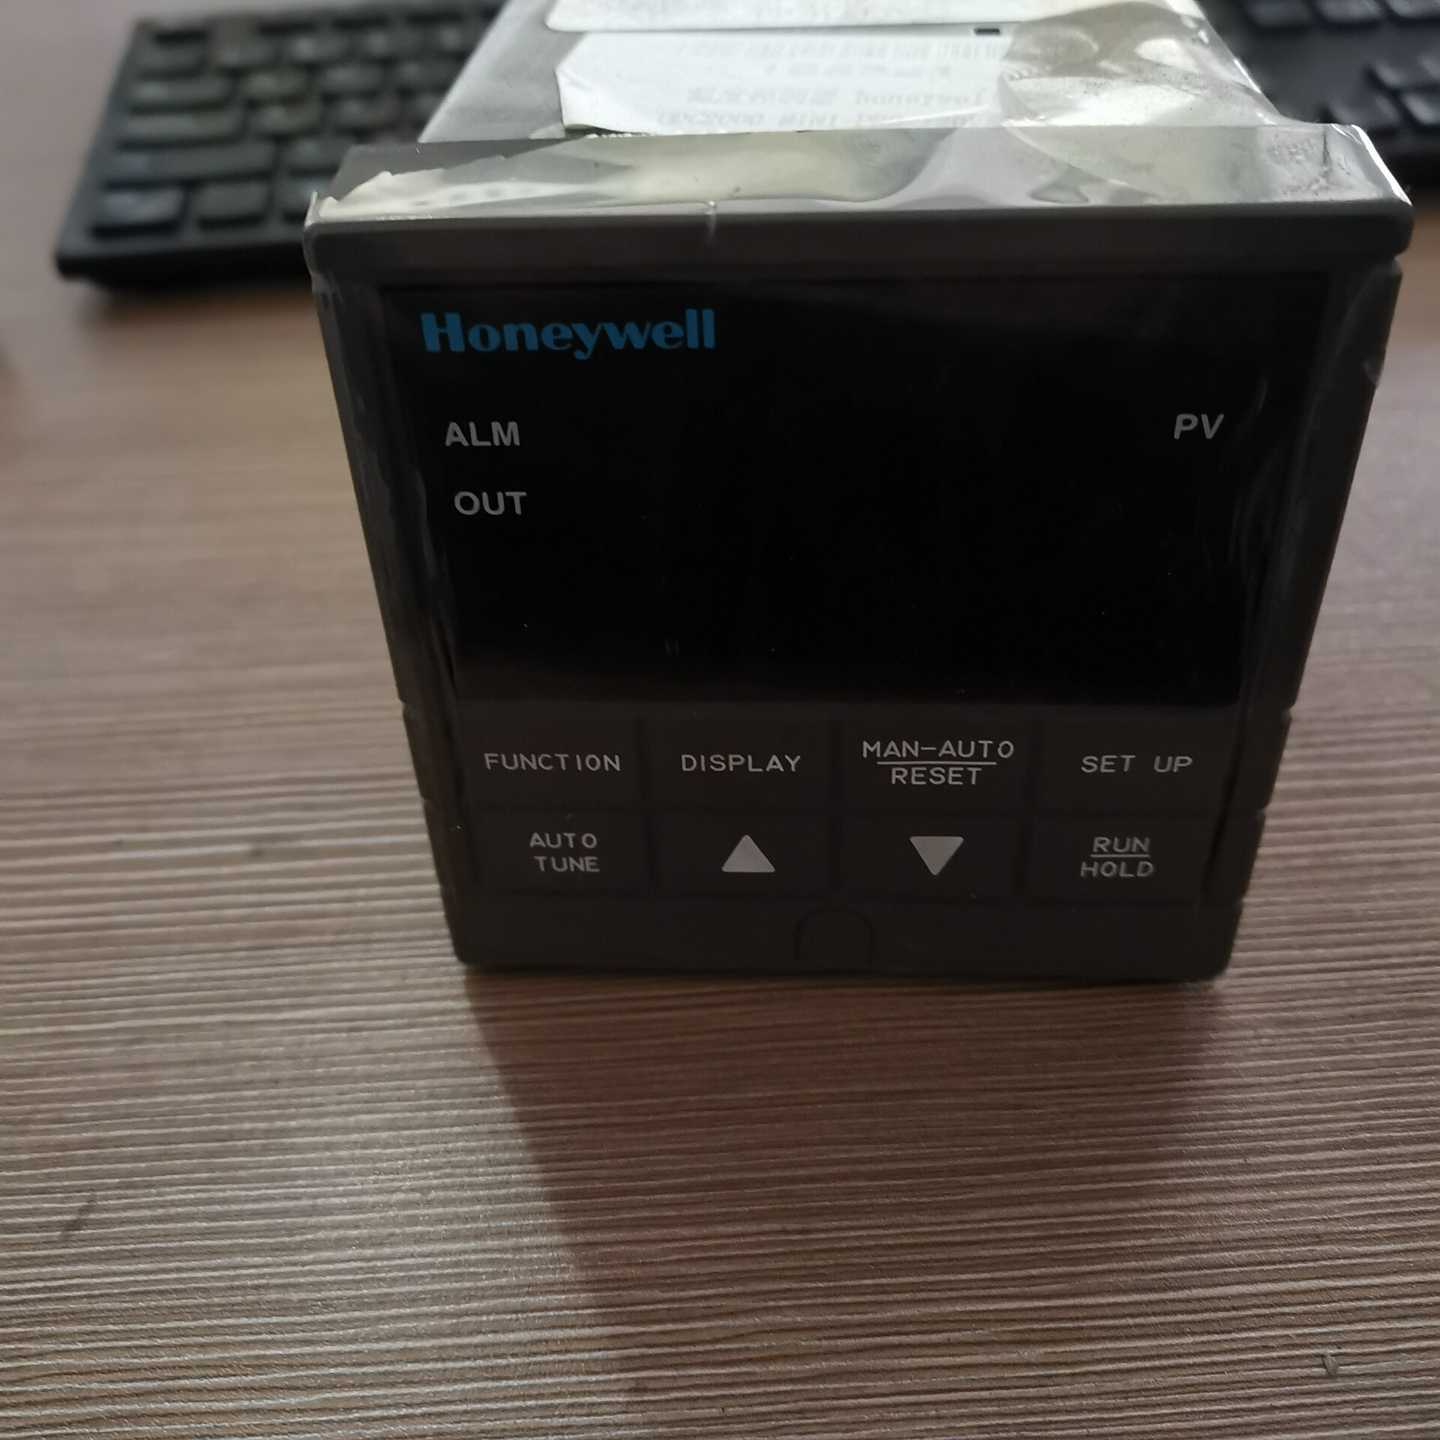 Honeywell
ALM
PV
OUT
FUNCTION
DISPLAY
MAN-AUTO
RESET
SET UP
AUTO
TUNE
RUN
HOLD